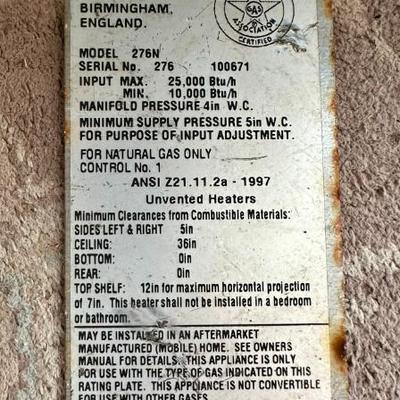 BIRMINGHAM,
ENGLAND.
GAS
ASSOCIATION
CERTIFIED
MODEL 276N
SERIAL No. 276 100671
INPUT MAX. 25,000 Btu/h
MIN. 10,000 Btu/h
MANIFOLD PRESSURE 4in W.C.
MINIMUM SUPPLY PRESSURE 5in W.C.
FOR PURPOSE OF INPUT ADJUSTMENT.
FOR NATURAL GAS ONLY
CONTROL No. 1
ANSI Z21.11.2a - 1997
Unvented Heaters
Minimum Clearances from Combustible Materials:
SIDES LEFT & RIGHT 5in
CEILING: 36in
BOTTOM: 0in
REAR: 0in
TOP SHELF: 12in for maximum horizontal projection
of 7in. This heater shall not be installed in a bedroom
or bathroom.
MAY BE INSTALLED IN AN AFTERMARKET
MANUFACTURED (MOBILE) HOME. SEE OWNERS
MANUAL FOR DETAILS. THIS APPLIANCE IS ONLY
FOR USE WITH THE TYPE OF GAS INDICATED ON THIS
RATING PLATE. THIS APPLIANCE IS NOT CONVERTIBLE
FOR USE WITH OTHER GASES.